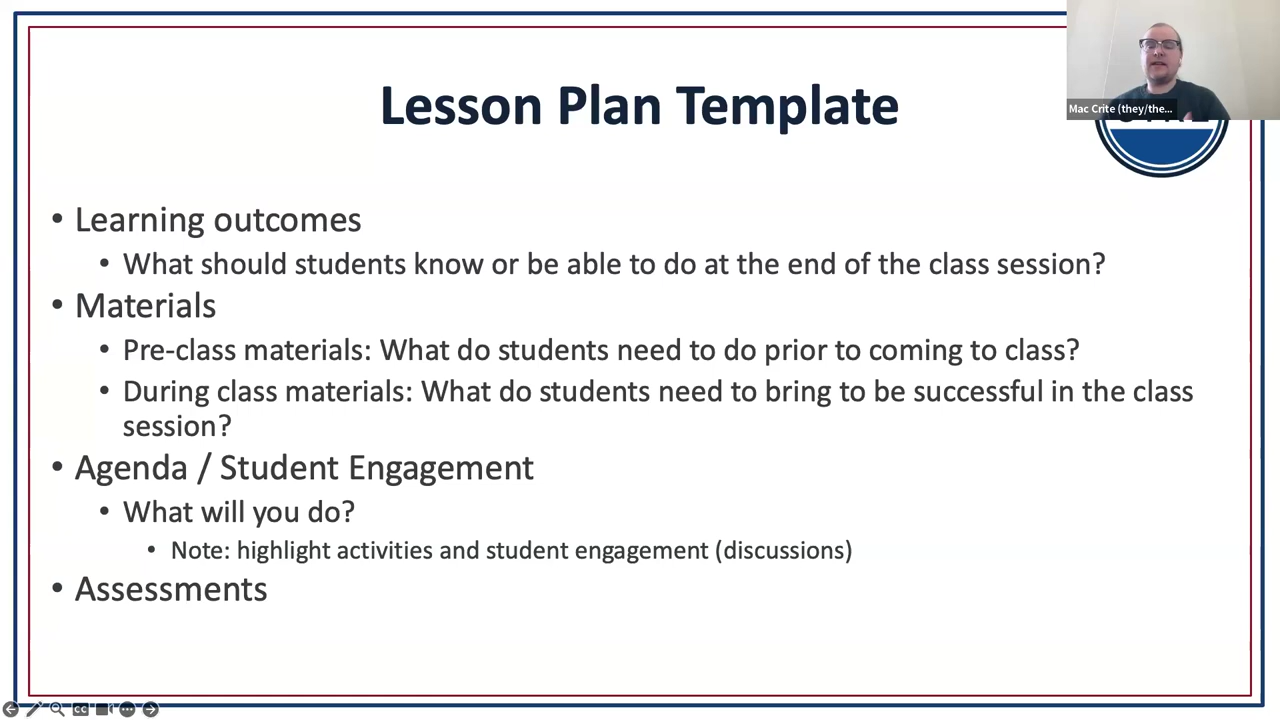 Lesson Plan Template
Mac Crite (they/the...
• Learning outcomes
• What should students know or be able to do at the end of the class session?
• Materials
• Pre-class materials: What do students need to do prior to coming to class?
• During class materials: What do students need to bring to be successful in the class
session?
• Agenda / Student Engagement
• What will you do?
• Note: highlight activities and student engagement (discussions)
• Assessments
CC